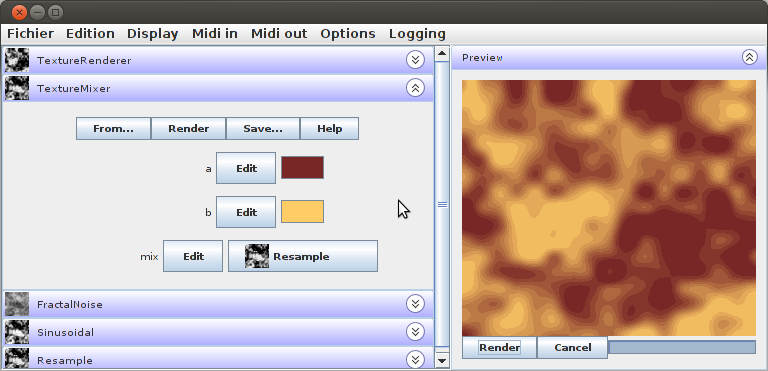 Fichier Edition Display Midi in Midi out Options Logging
TextureRenderer
TextureMixer
From... Render Save... Help
a Edit
b Edit
mix Edit Resample
FractalNoise
Sinusoidal
Resample
Preview
Render Cancel